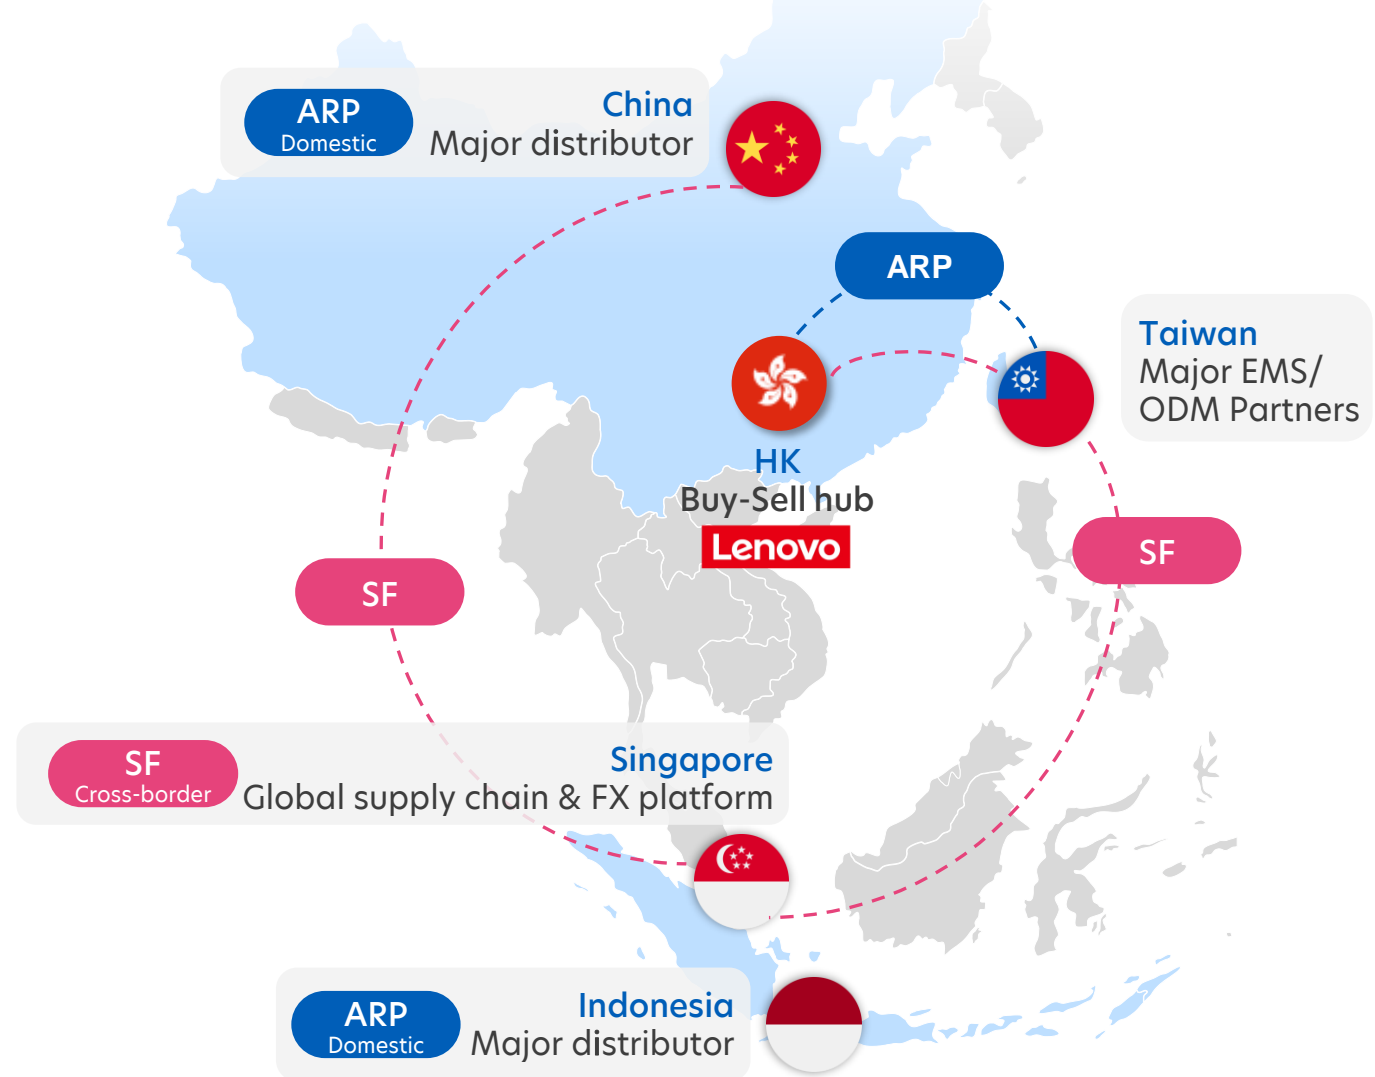 ARP
Domestic
China
Major distributor
ARP
Taiwan
Major EMS/
ODM Partners
HK
Buy-Sell hub
Lenovo
SF
SF
SF
Cross-border
Singapore
Global supply chain & FX platform
ARP
Domestic
Indonesia
Major distributor